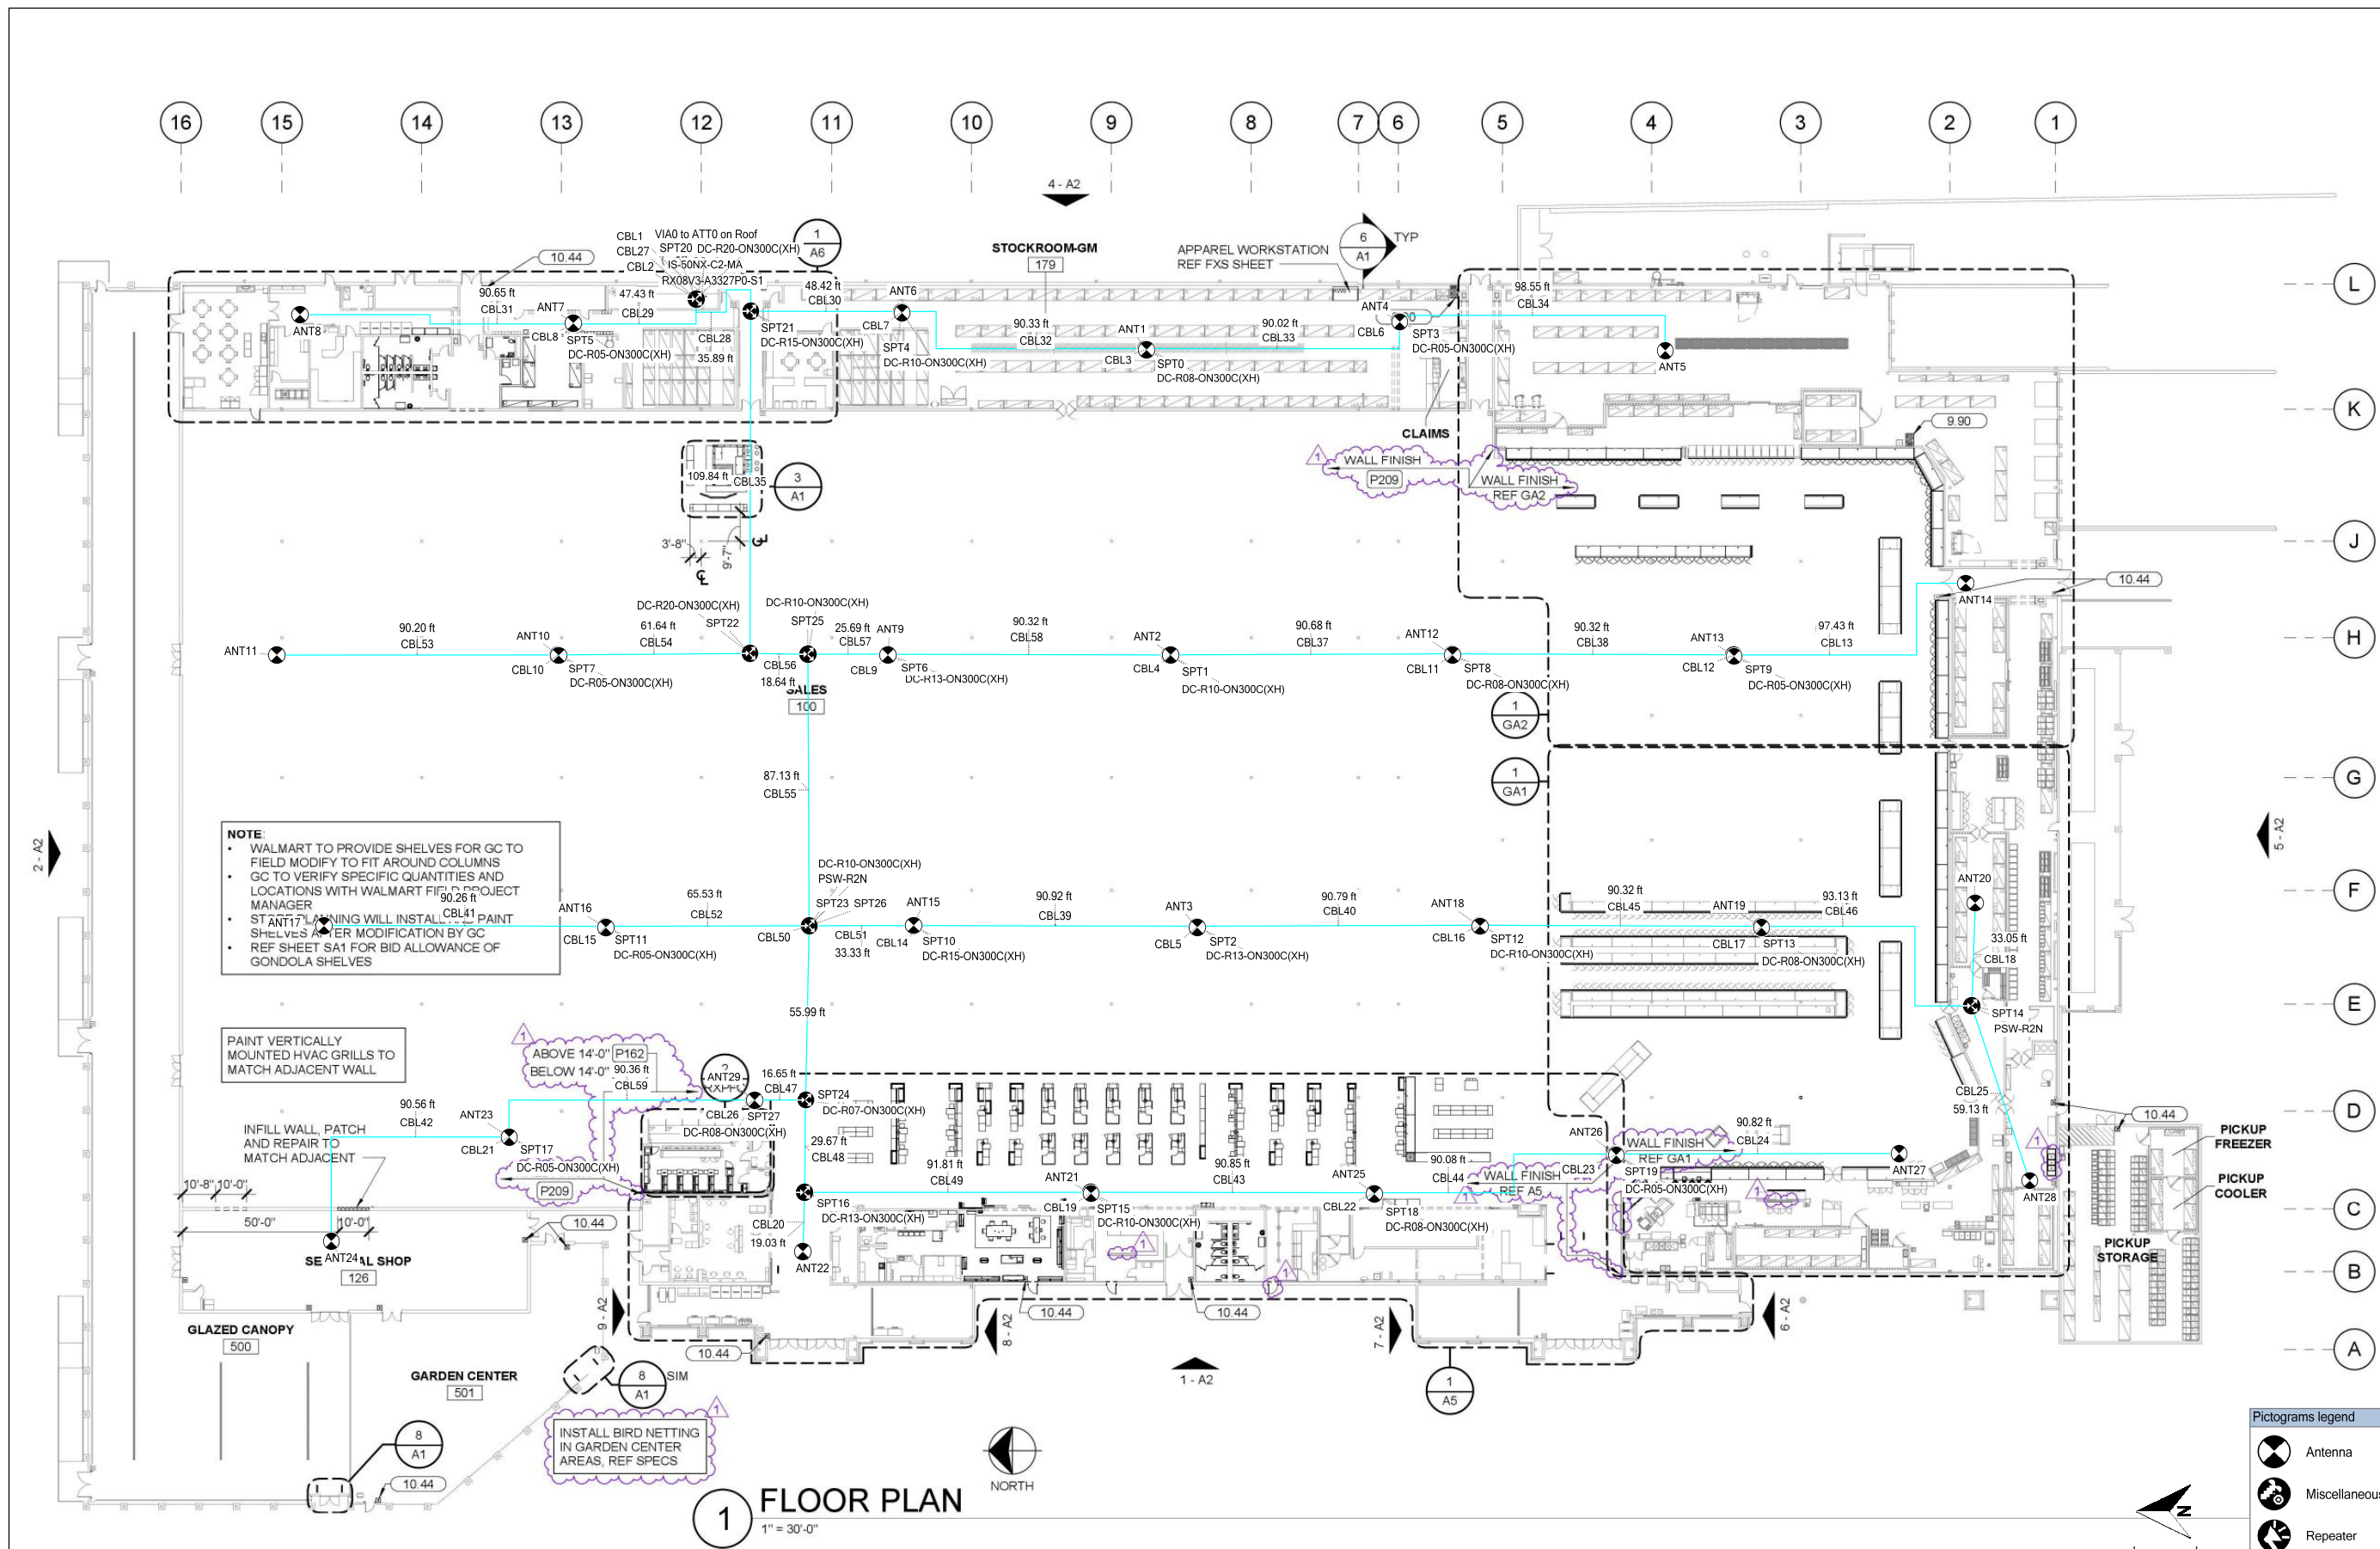 16
15
14
13
12
11
10
9
8
7
6
5
4
3
2
1
4 - A2
CBL1
VIA0 to ATT0 on Roof
CBL27
SPT20
DC-R20-ON300C(XH)
CBL2
IS-50NX-C2-MA
RX08V3-A3327P0-S1
1
A6
10.44
STOCKROOM-GM
179
APPAREL WORKSTATION
REF FXS SHEET
6
A1
TYP
L
90.65 ft
CBL31
ANT7
47.43 ft
CBL29
48.42 ft
CBL30
ANT6
ANT4
98.55 ft
CBL34
ANT8
CBL8
SPT5
DC-R05-ON300C(XH)
CBL28
35.89 ft
SPT21
DC-R15-ON300C(XH)
CBL7
SPT4
DC-R10-ON300C(XH)
90.33 ft
CBL32
ANT1
CBL3
SPT0
DC-R08-ON300C(XH)
90.02 ft
CBL33
CBL6
SPT3
DC-R05-ON300C(XH)
ANT5
K
CLAIMS
9.90
1
WALL FINISH
P209
WALL FINISH
REF GA2
109.84 ft
CBL35
3
A1
3'-8"
9'-7"
J
10.44
ANT14
DC-R20-ON300C(XH)
SPT22
DC-R10-ON300C(XH)
SPT25
H
ANT11
90.20 ft
CBL53
ANT10
CBL10
SPT7
DC-R05-ON300C(XH)
61.64 ft
CBL54
CBL56
18.64 ft
25.69 ft
CBL57
ANT9
CBL9
SPT6
DC-R13-ON300C(XH)
90.32 ft
CBL58
ANT2
CBL4
SPT1
DC-R10-ON300C(XH)
90.68 ft
CBL37
ANT12
CBL11
SPT8
DC-R08-ON300C(XH)
90.32 ft
CBL38
ANT13
CBL12
SPT9
DC-R05-ON300C(XH)
97.43 ft
CBL13
SALES
100
1
GA2
87.13 ft
CBL55
1
GA1
G
2 - A2
5 - A2
NOTE:
• WALMART TO PROVIDE SHELVES FOR GC TO
FIELD MODIFY TO FIT AROUND COLUMNS
• GC TO VERIFY SPECIFIC QUANTITIES AND
LOCATIONS WITH WALMART FIELD PROJECT
MANAGER
• STORE PLANNING WILL INSTALL AND PAINT
SHELVES AFTER MODIFICATION BY GC
• REF SHEET SA1 FOR BID ALLOWANCE OF
GONDOLA SHELVES
90.26 ft
CBL41
ANT17
ANT16
CBL15
SPT11
DC-R05-ON300C(XH)
65.53 ft
CBL52
DC-R10-ON300C(XH)
PSW-R2N
SPT23
SPT26
CBL50
CBL51
33.33 ft
ANT15
CBL14
SPT10
DC-R15-ON300C(XH)
90.92 ft
CBL39
ANT3
CBL5
SPT2
DC-R13-ON300C(XH)
90.79 ft
CBL40
ANT18
CBL16
SPT12
DC-R10-ON300C(XH)
90.32 ft
CBL45
ANT19
CBL17
SPT13
DC-R08-ON300C(XH)
93.13 ft
CBL46
ANT20
F
33.05 ft
CBL18
SPT14
PSW-R2N
E
55.99 ft
PAINT VERTICALLY
MOUNTED HVAC GRILLS TO
MATCH ADJACENT WALL
1
ABOVE 14'-0"
P162
BELOW 14'-0"
90.36 ft
CBL59
ANT29
16.65 ft
CBL47
CBL26
SPT27
DC-R08-ON300C(XH)
SPT24
DC-R07-ON300C(XH)
CBL25
59.13 ft
D
10.44
90.56 ft
CBL42
ANT23
CBL21
SPT17
DC-R05-ON300C(XH)
INFILL WALL, PATCH
AND REPAIR TO
MATCH ADJACENT
P209
10'-8"
10'-0"
50'-0"
10'-0"
10.44
29.67 ft
CBL48
SPT16
DC-R13-ON300C(XH)
CBL20
19.03 ft
ANT22
91.81 ft
CBL49
ANT21
CBL19
SPT15
DC-R10-ON300C(XH)
90.85 ft
CBL43
ANT25
CBL22
SPT18
DC-R08-ON300C(XH)
90.08 ft
CBL44
1
WALL FINISH
REF A5
ANT26
CBL23
WALL FINISH
REF GA1
SPT19
DC-R05-ON300C(XH)
90.82 ft
CBL24
ANT27
1
1
ANT28
PICKUP
FREEZER
PICKUP
COOLER
C
PICKUP
STORAGE
ANT24
126
1
1
B
10.44
10.44
10.44
9 - A2
8 - A2
7 - A2
6 - A2
1 - A2
A
GLAZED CANOPY
500
GARDEN CENTER
501
8
A1
SIM
1
A5
8
A1
10.44
1
INSTALL BIRD NETTING
IN GARDEN CENTER
AREAS, REF SPECS
NORTH
1
FLOOR PLAN
1" = 30'-0"
N
Pictograms legend
Antenna
Miscellaneous
Repeater